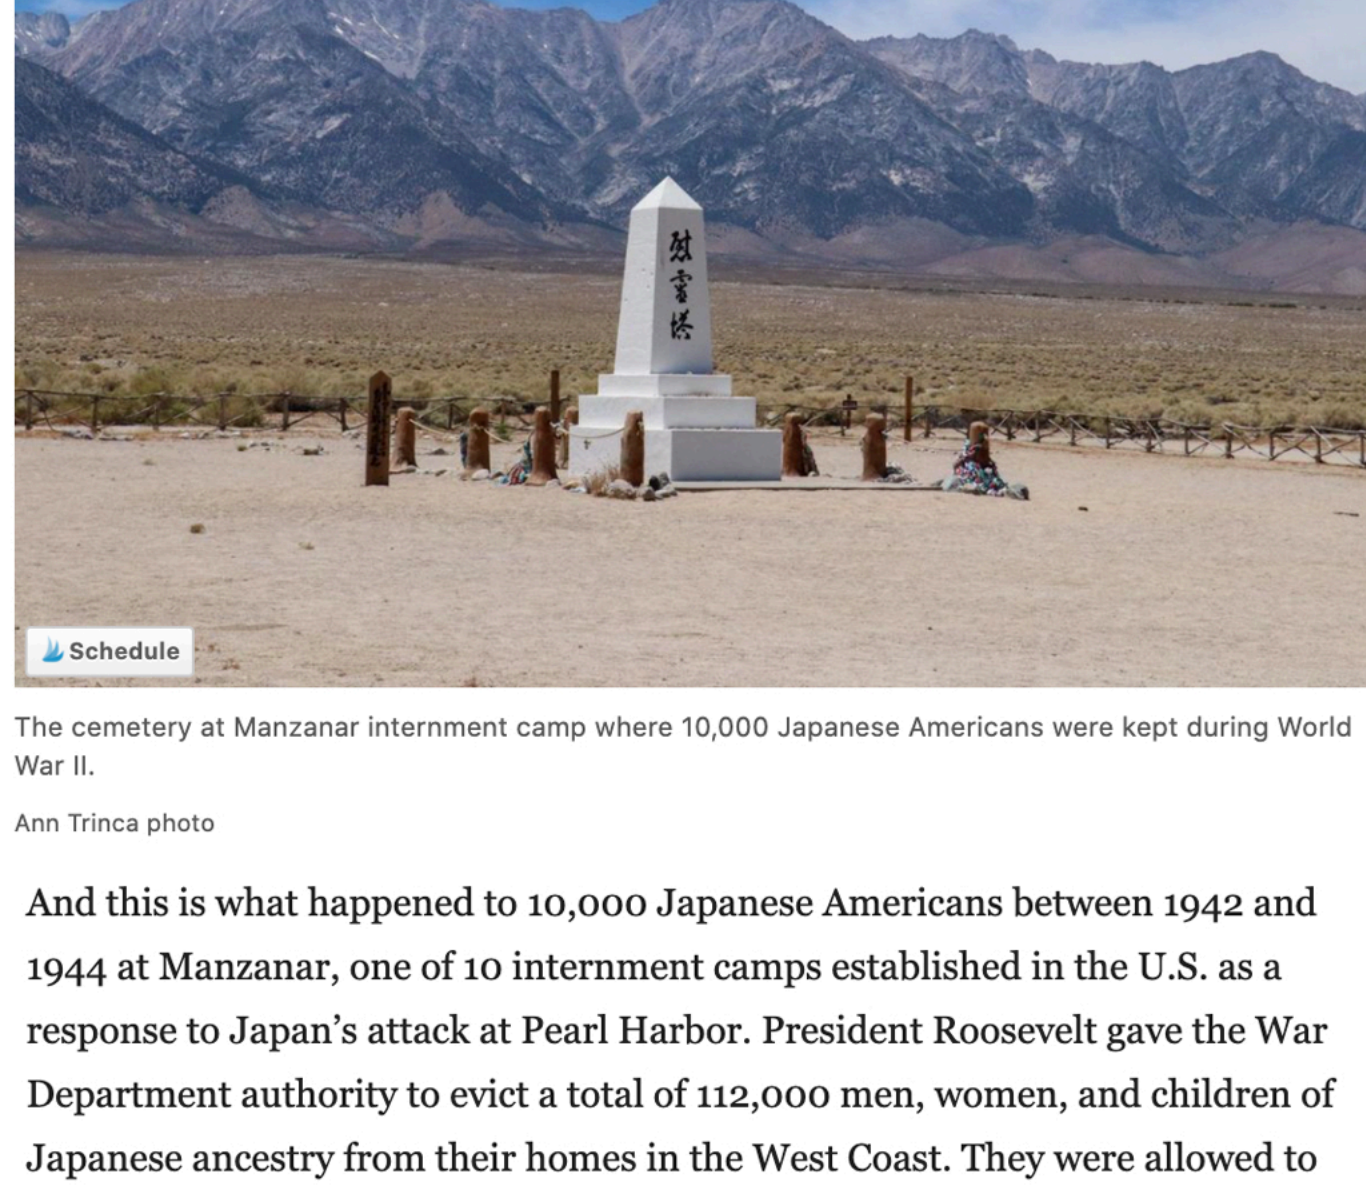 慰
靈
塔
Schedule
The cemetery at Manzanar internment camp where 10,000 Japanese Americans were kept during World
War II.
Ann Trinca photo
And this is what happened to 10,000 Japanese Americans between 1942 and
1944 at Manzanar, one of 10 internment camps established in the U.S. as a
response to Japan’s attack at Pearl Harbor. President Roosevelt gave the War
Department authority to evict a total of 112,000 men, women, and children of
Japanese ancestry from their homes in the West Coast. They were allowed to